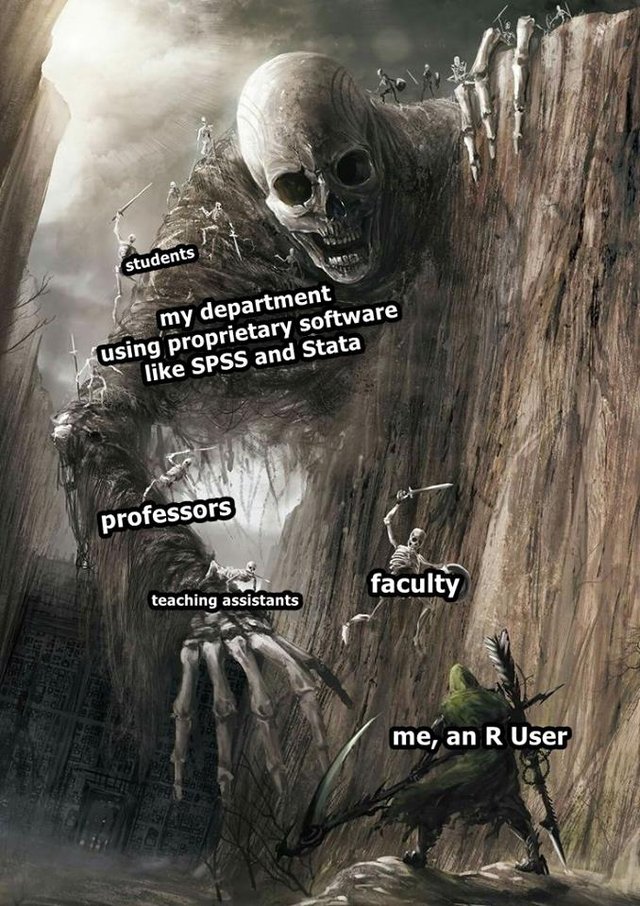 students
my department
using proprietary software
like SPSS and Stata
professors
faculty
teaching assistants
me, an R User